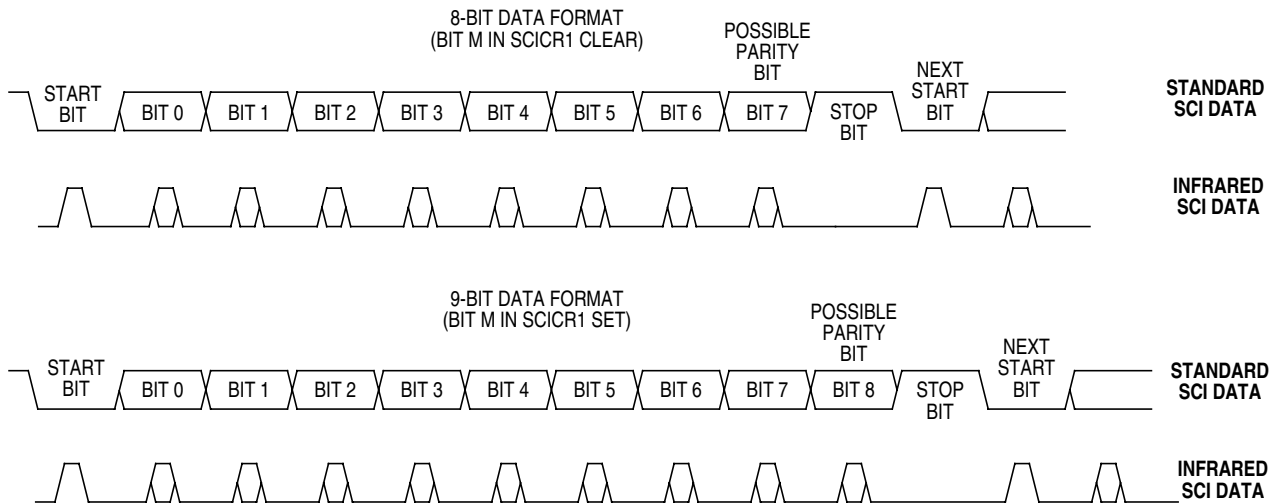 8-BIT DATA FORMAT
(BIT M IN SCICR1 CLEAR)
POSSIBLE
PARITY
BIT
NEXT
START
BIT
START
BIT
BIT 0
BIT 1
BIT 2
BIT 3
BIT 4
BIT 5
BIT 6
BIT 7
STOP
BIT
STANDARD
SCI DATA
INFRARED
SCI DATA
9-BIT DATA FORMAT
(BIT M IN SCICR1 SET)
POSSIBLE
PARITY
BIT
NEXT
START
BIT
START
BIT
BIT 0
BIT 1
BIT 2
BIT 3
BIT 4
BIT 5
BIT 6
BIT 7
BIT 8
STOP
BIT
STANDARD
SCI DATA
INFRARED
SCI DATA